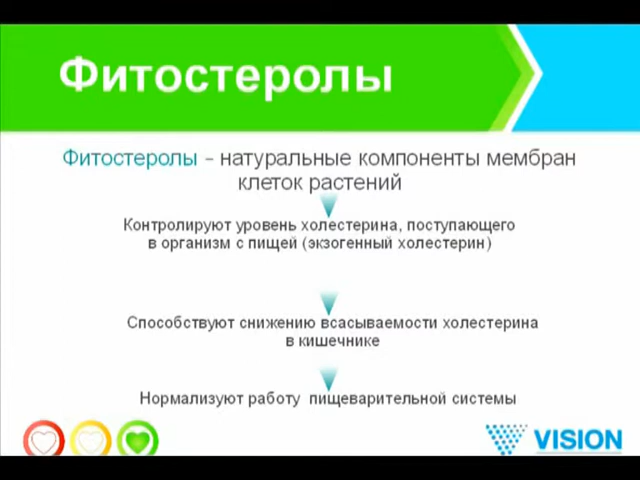 Фитостеролы
Фитостеролы - натуральные компоненты мембран
клеток растений
Контролируют уровень холестерина, поступающего
в организм с пищей (экзогенный холестерин)
Способствуют снижению всасываемости холестерина
в кишечнике
Нормализуют работу пищеварительной системы
VISION